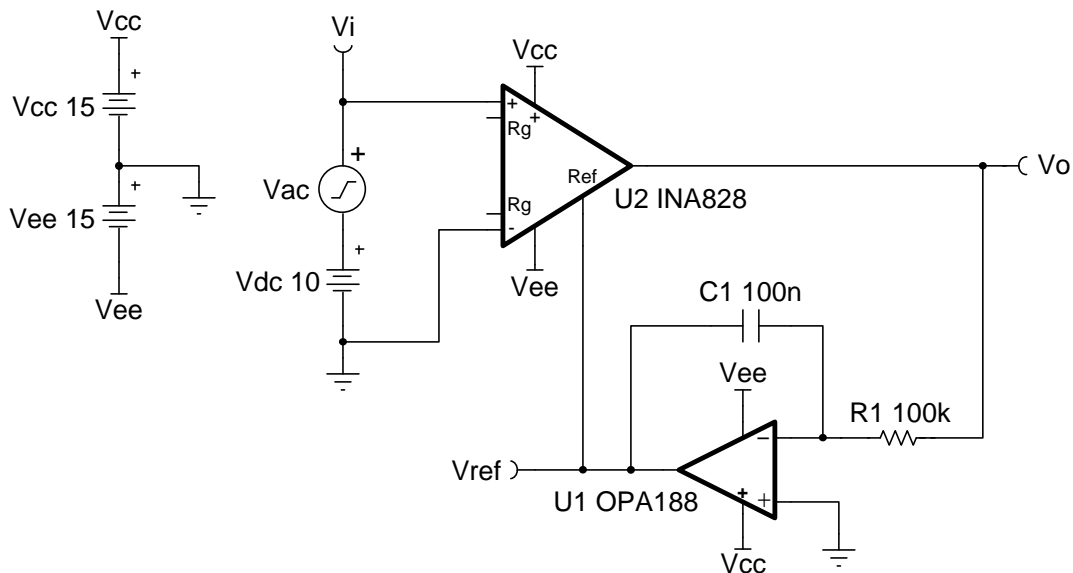 Vcc
Vcc 15
+
Vee 15
+
Vee
Vi
+
Vac
+
Vdc 10
Vcc
+
+
Rg
Ref
Rg
-
Vee
U2 INA828
Vo
C1 100n
Vee
R1 100k
−
+
+
Vref
U1 OPA188
Vcc